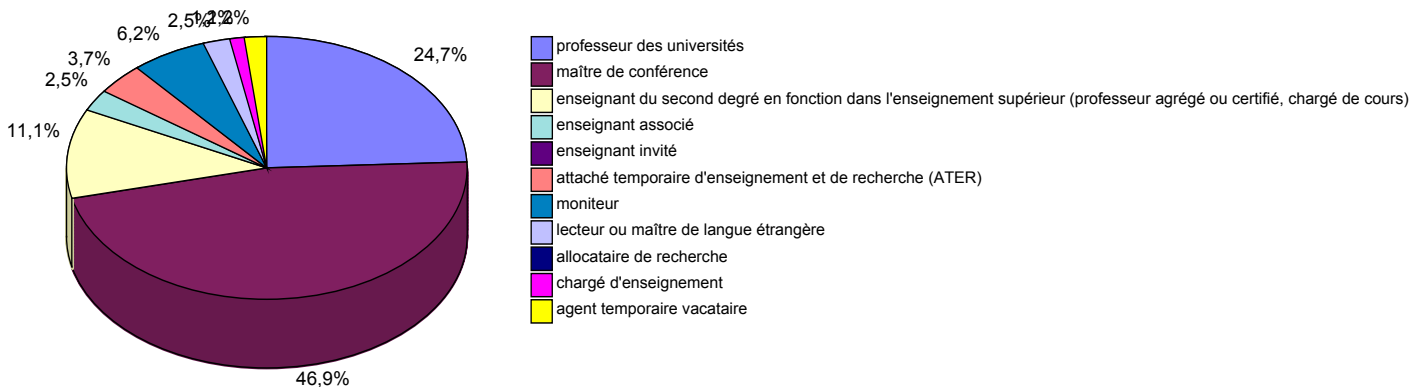 24,7%
46,9%
11,1%
2,5%
3,7%
6,2%
2,5%
professeur des universités
maître de conférence
enseignant du second degré en fonction dans l'enseignement supérieur (professeur agrégé ou certifié, chargé de cours)
enseignant associé
enseignant invité
attaché temporaire d'enseignement et de recherche (ATER)
moniteur
lecteur ou maître de langue étrangère
allocataire de recherche
chargé d'enseignement
agent temporaire vacataire